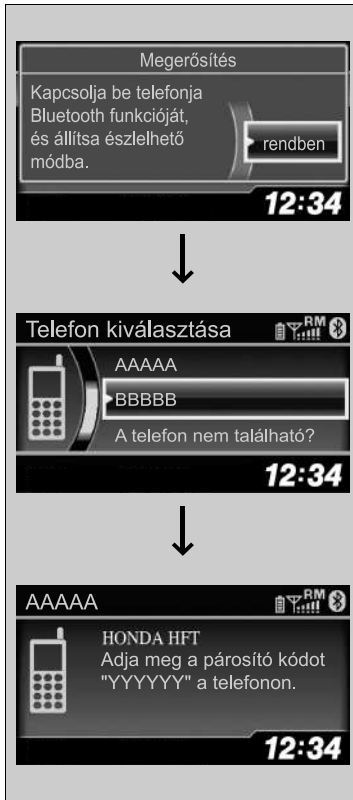 Megerősítés
Kapcsolja be telefonja
Bluetooth funkcióját,
és állítsa észlelhető
módba.
rendben
12:34
Telefon kiválasztása
RM
AAAAA
BBBBB
A telefon nem található?
12:34
AAAAA
RM
HONDA HFT
Adja meg a párosító kódot
"YYYYYY" a telefonon.
12:34